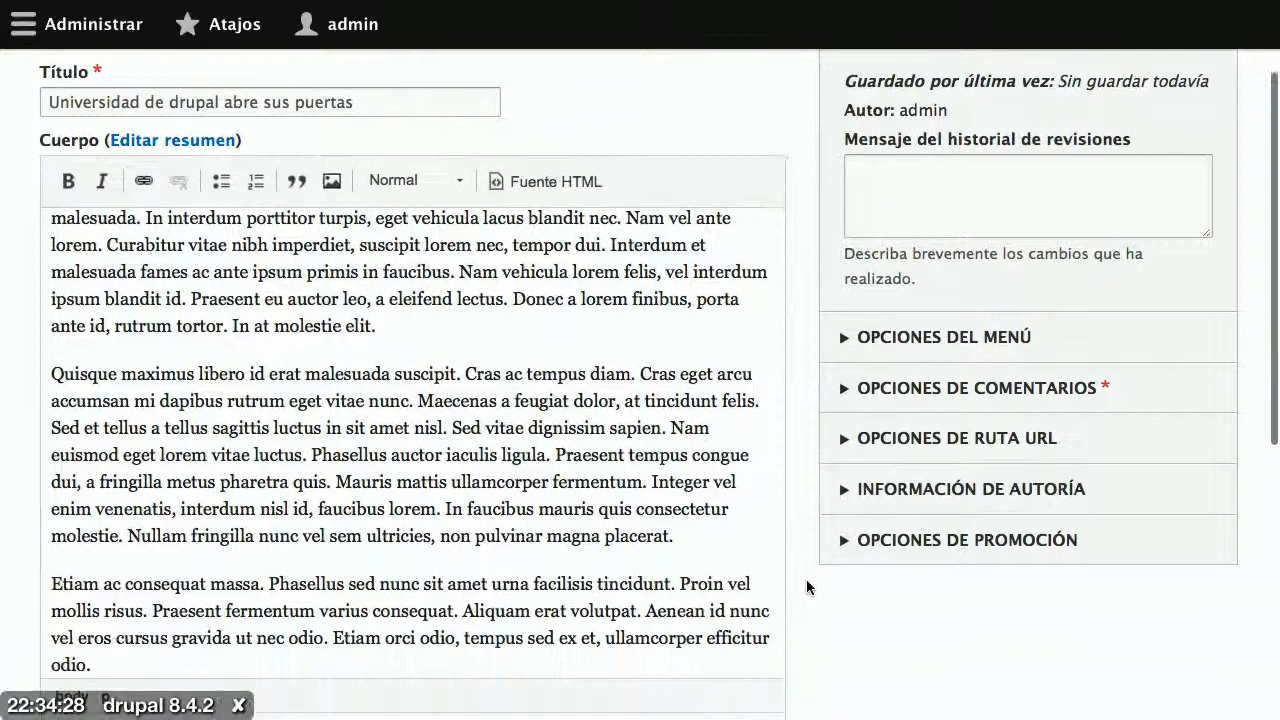 Administrar Atajos admin
Título *
Universidad de drupal abre sus puertas
Cuerpo (Editar resumen)
B I Normal Fuente HTML
malesuada. In interdum porttitor turpis, eget vehicula lacus blandit nec. Nam vel ante
lorem. Curabitur vitae nibh imperdiet, suscipit lorem nec, tempor dui. Interdum et
malesuada fames ac ante ipsum primis in faucibus. Nam vehicula lorem felis, vel interdum
ipsum blandit id. Praesent eu auctor leo, a eleifend lectus. Donec a lorem finibus, porta
ante id, rutrum tortor. In at molestie elit.
Quisque maximus libero id erat malesuada suscipit. Cras ac tempus diam. Cras eget arcu
accumsan mi dapibus rutrum eget vitae nunc. Maecenas a feugiat dolor, at tincidunt felis.
Sed et tellus a tellus sagittis luctus in sit amet nisl. Sed vitae dignissim sapien. Nam
euismod eget lorem vitae luctus. Phasellus auctor iaculis ligula. Praesent tempus congue
dui, a fringilla metus pharetra quis. Mauris mattis ullamcorper fermentum. Integer vel
enim venenatis, interdum nisl id, faucibus lorem. In faucibus mauris quis consectetur
molestie. Nullam fringilla nunc vel sem ultricies, non pulvinar magna placerat.
Etiam ac consequat massa. Phasellus sed nunc sit amet urna facilisis tincidunt. Proin vel
mollis risus. Praesent fermentum varius consequat. Aliquam erat volutpat. Aenean id nunc
vel eros cursus gravida ut nec odio. Etiam orci odio, tempus sed ex et, ullamcorper efficitur
odio.
body p
22:34:28 drupal 8.4.2 ✘
Guardado por última vez: Sin guardar todavía
Autor: admin
Mensaje del historial de revisiones
Describa brevemente los cambios que ha
realizado.
OPCIONES DEL MENÚ
OPCIONES DE COMENTARIOS *
OPCIONES DE RUTA URL
INFORMACIÓN DE AUTORÍA
OPCIONES DE PROMOCIÓN